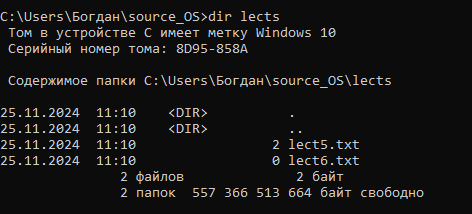 C:\Users\Богдан\source_OS>dir lects
Том в устройстве C имеет метку Windows 10
Серийный номер тома: 8D95-858A
Содержимое папки C:\Users\Богдан\source_OS\lects
25.11.2024  11:10    <DIR>          .
25.11.2024  11:10    <DIR>          ..
25.11.2024  11:10                 2 lect5.txt
25.11.2024  11:10                 0 lect6.txt
2 файлов              2 байт
2 папок  557 366 513 664 байт свободно